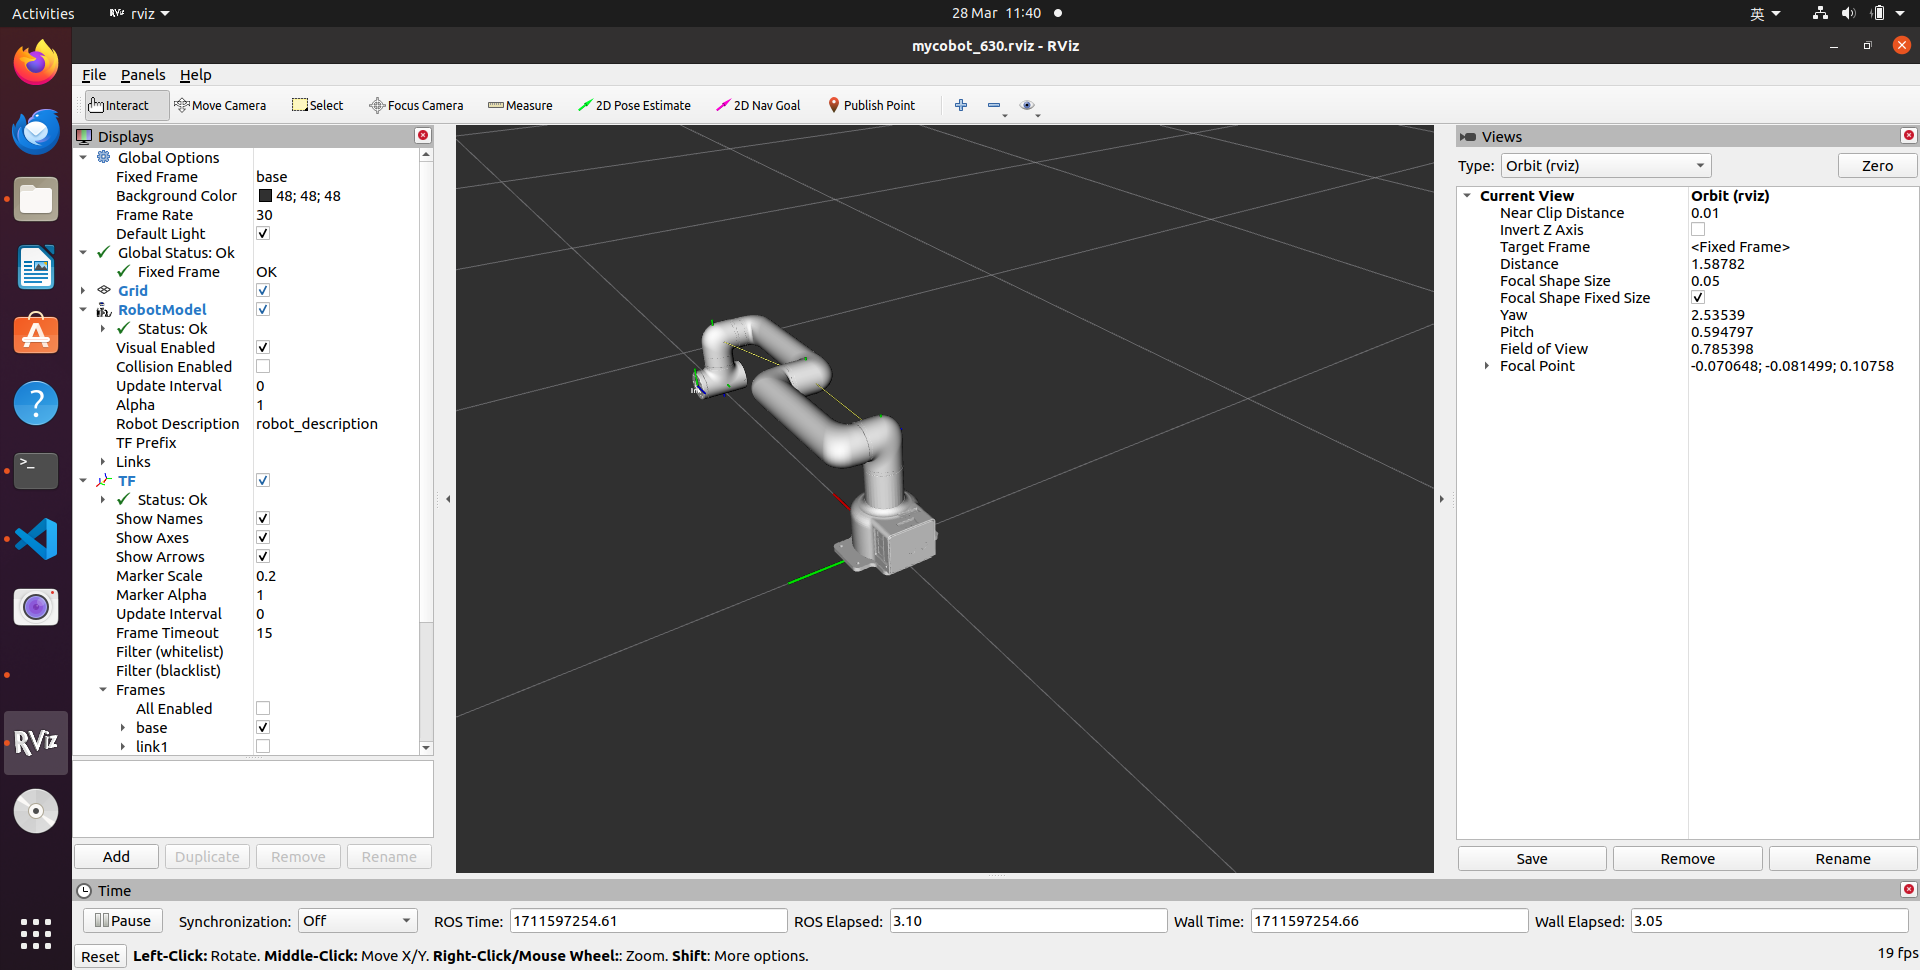 Activities rviz 28 Mar 11:40 英
mycobot_630.rviz - RViz
File Panels Help
Interact Move Camera Select Focus Camera Measure 2D Pose Estimate 2D Nav Goal Publish Point
Displays
Global Options
Fixed Frame base
Background Color 48; 48; 48
Frame Rate 30
Default Light
Global Status: Ok
Fixed Frame OK
Grid
RobotModel
Status: Ok
Visual Enabled
Collision Enabled
Update Interval 0
Alpha 1
Robot Description robot_description
TF Prefix
Links
TF
Status: Ok
Show Names
Show Axes
Show Arrows
Marker Scale 0.2
Marker Alpha 1
Update Interval 0
Frame Timeout 15
Filter (whitelist)
Filter (blacklist)
Frames
All Enabled
base
link1
Add Duplicate Remove Rename
RViz
Views
Type: Orbit (rviz) Zero
Current View Orbit (rviz)
Near Clip Distance 0.01
Invert Z Axis
Target Frame <Fixed Frame>
Distance 1.58782
Focal Shape Size 0.05
Focal Shape Fixed Size
Yaw 2.53539
Pitch 0.594797
Field of View 0.785398
Focal Point -0.070648; -0.081499; 0.10758
Save Remove Rename
Time
Pause Synchronization: Off ROS Time: 1711597254.61 ROS Elapsed: 3.10 Wall Time: 1711597254.66 Wall Elapsed: 3.05
Reset Left-Click: Rotate. Middle-Click: Move X/Y. Right-Click/Mouse Wheel:: Zoom. Shift: More options. 19 fps